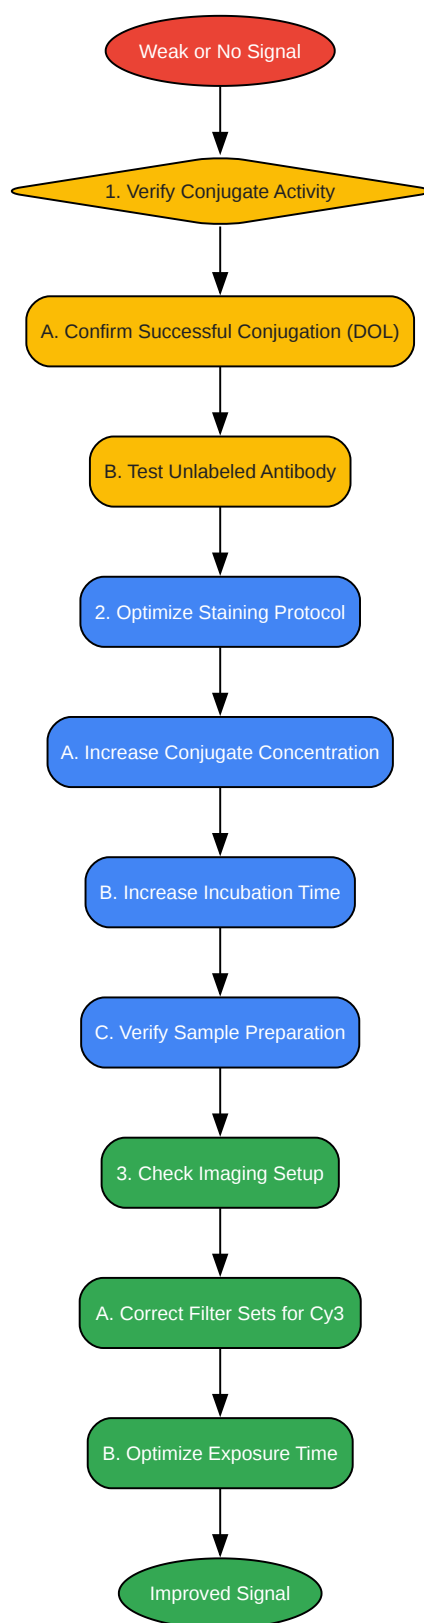 Weak or No Signal
1. Verify Conjugate Activity
A. Confirm Successful Conjugation (DOL)
B. Test Unlabeled Antibody
2. Optimize Staining Protocol
A. Increase Conjugate Concentration
B. Increase Incubation Time
C. Verify Sample Preparation
3. Check Imaging Setup
A. Correct Filter Sets for Cy3
B. Optimize Exposure Time
Improved Signal